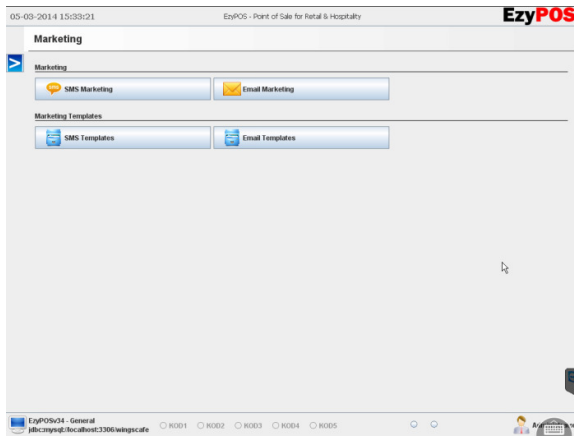 05-03-2014 15:33:21 EzyPOS - Point of Sale for Retail & Hospitality EzyPOS
Marketing
>
Marketing
SMS Marketing Email Marketing
Marketing Templates
SMS Templates Email Templates
EzyPOSv34 - General
jdbc:mysql://localhost:3306/wingscafe KOD1 KOD2 KOD3 KOD4 KOD5